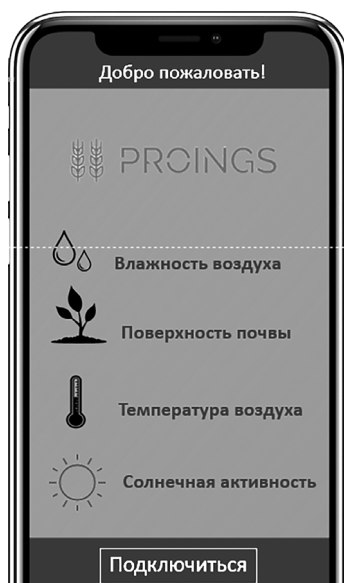 Добро пожаловать!
PROINGS
Влажность воздуха
Поверхность почвы
Температура воздуха
Солнечная активность
Подключиться